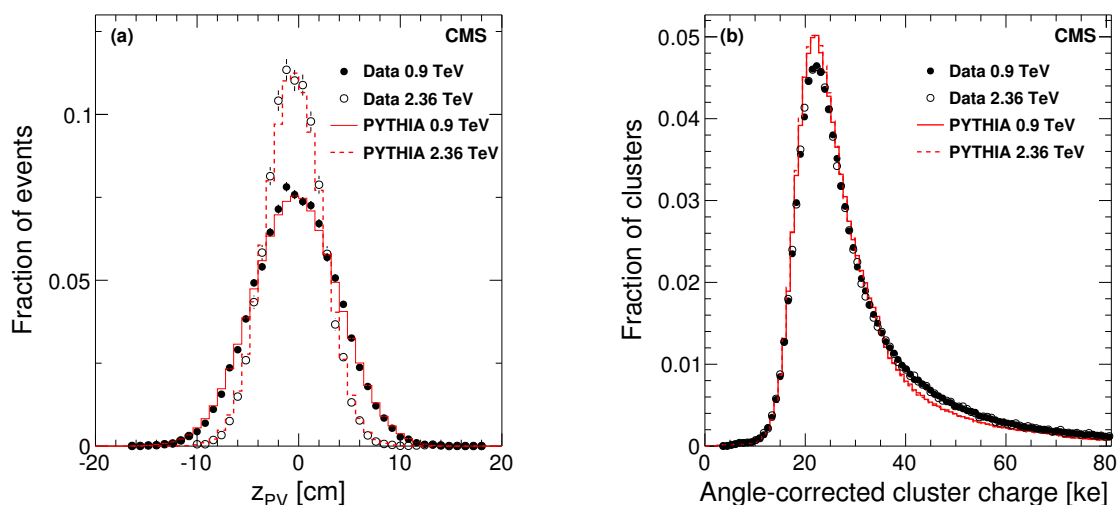 (a) CMS
Data 0.9 TeV
Data 2.36 TeV
PYTHIA 0.9 TeV
PYTHIA 2.36 TeV
Fraction of events
0.1
0.05
0
-20 -10 0 10 20
z_PV [cm]
(b) CMS
Data 0.9 TeV
Data 2.36 TeV
PYTHIA 0.9 TeV
PYTHIA 2.36 TeV
Fraction of clusters
0.05
0.04
0.03
0.02
0.01
0
0 20 40 60 80
Angle-corrected cluster charge [ke]